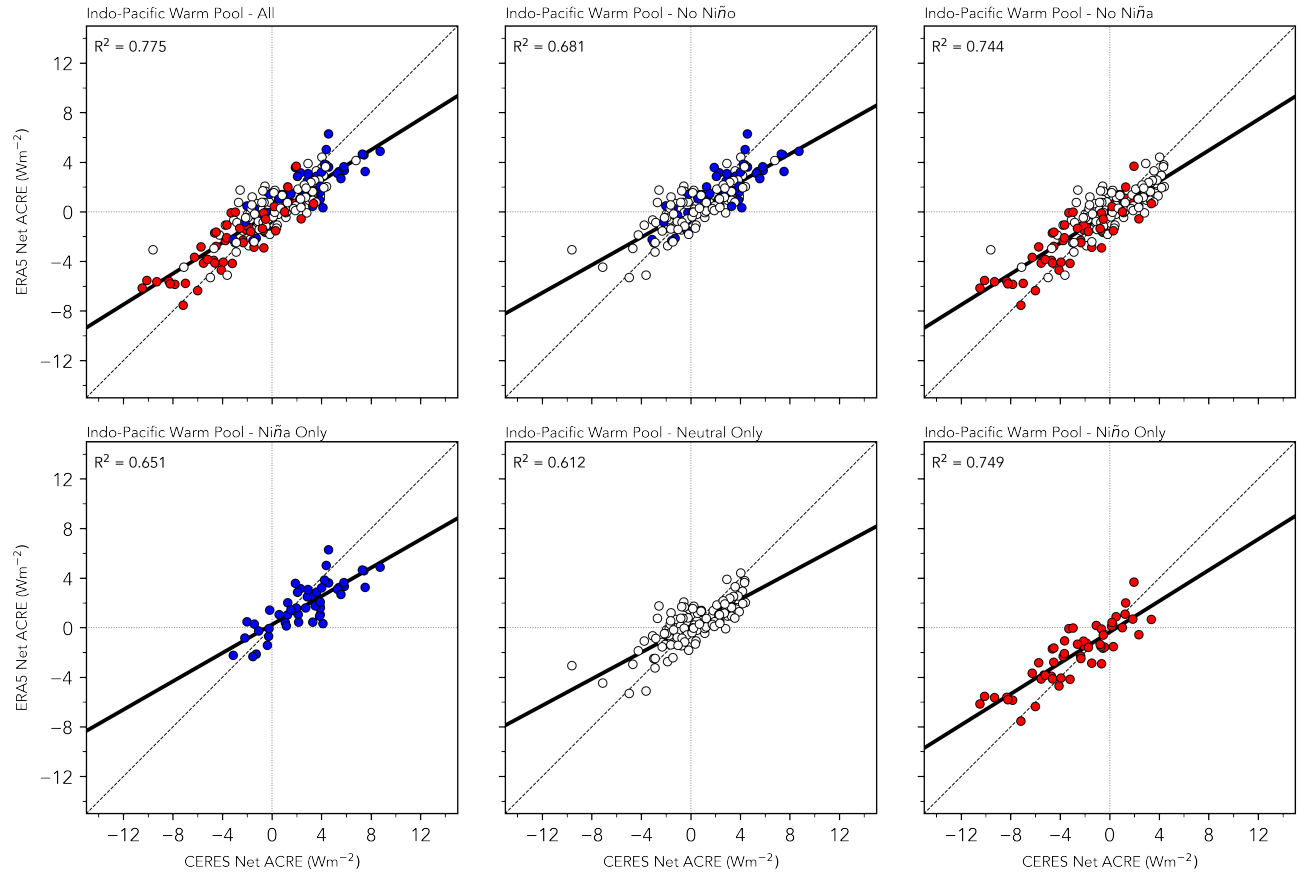 Indo-Pacific Warm Pool - All
R² = 0.775
ERA5 Net ACRE (Wm⁻²)
12
8
4
0
−4
−8
−12
Indo-Pacific Warm Pool - No Niño
R² = 0.681
Indo-Pacific Warm Pool - No Niña
R² = 0.744
Indo-Pacific Warm Pool - Niña Only
R² = 0.651
ERA5 Net ACRE (Wm⁻²)
12
8
4
0
−4
−8
−12
−12 −8 −4 0 4 8 12
CERES Net ACRE (Wm⁻²)
Indo-Pacific Warm Pool - Neutral Only
R² = 0.612
−12 −8 −4 0 4 8 12
CERES Net ACRE (Wm⁻²)
Indo-Pacific Warm Pool - Niño Only
R² = 0.749
−12 −8 −4 0 4 8 12
CERES Net ACRE (Wm⁻²)